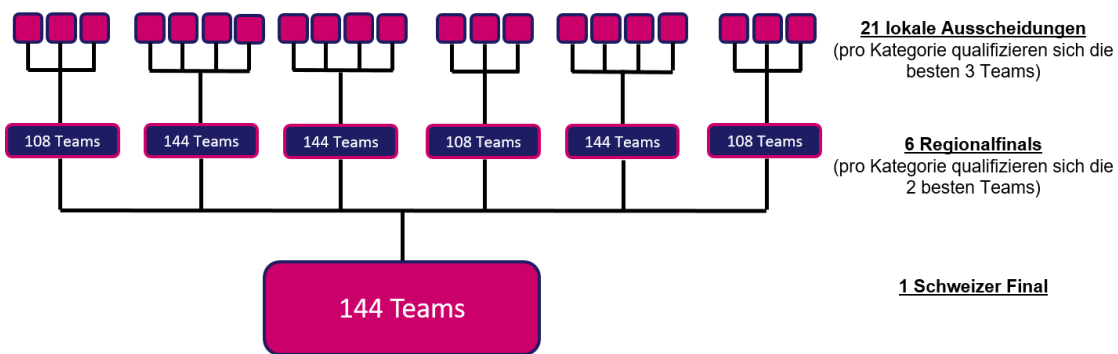 21 lokale Ausscheidungen
(pro Kategorie qualifizieren sich die
besten 3 Teams)
108 Teams
144 Teams
144 Teams
108 Teams
144 Teams
108 Teams
6 Regionalfinals
(pro Kategorie qualifizieren sich die
2 besten Teams)
144 Teams
1 Schweizer Final